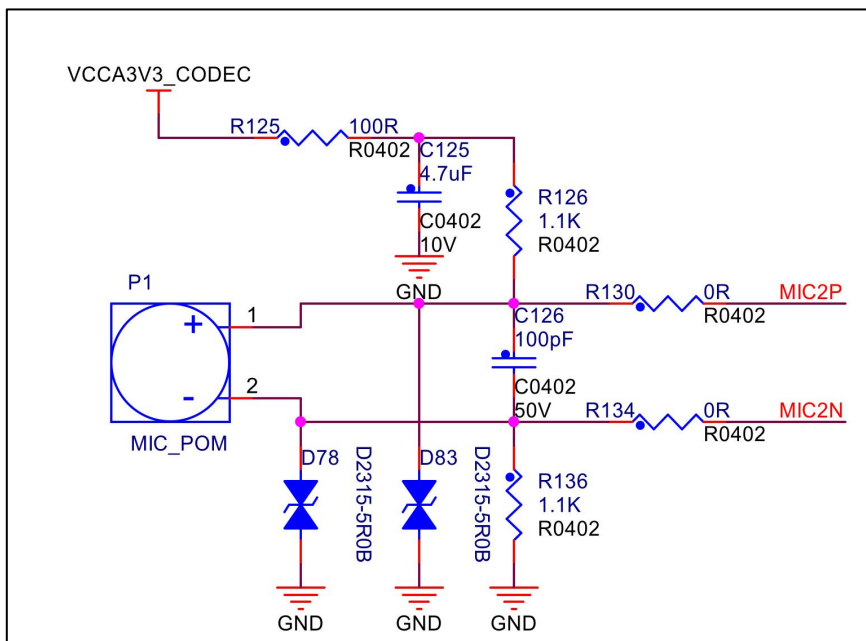 VCCA3V3_CODEC
R125
100R
R0402
C125
4.7uF
C0402
10V
GND
R126
1.1K
R0402
P1
+
1
-
2
MIC_POM
R130
0R
R0402
MIC2P
C126
100pF
C0402
50V
R134
0R
R0402
MIC2N
D78
D2315-5R0B
D83
D2315-5R0B
R136
1.1K
R0402
GND
GND
GND